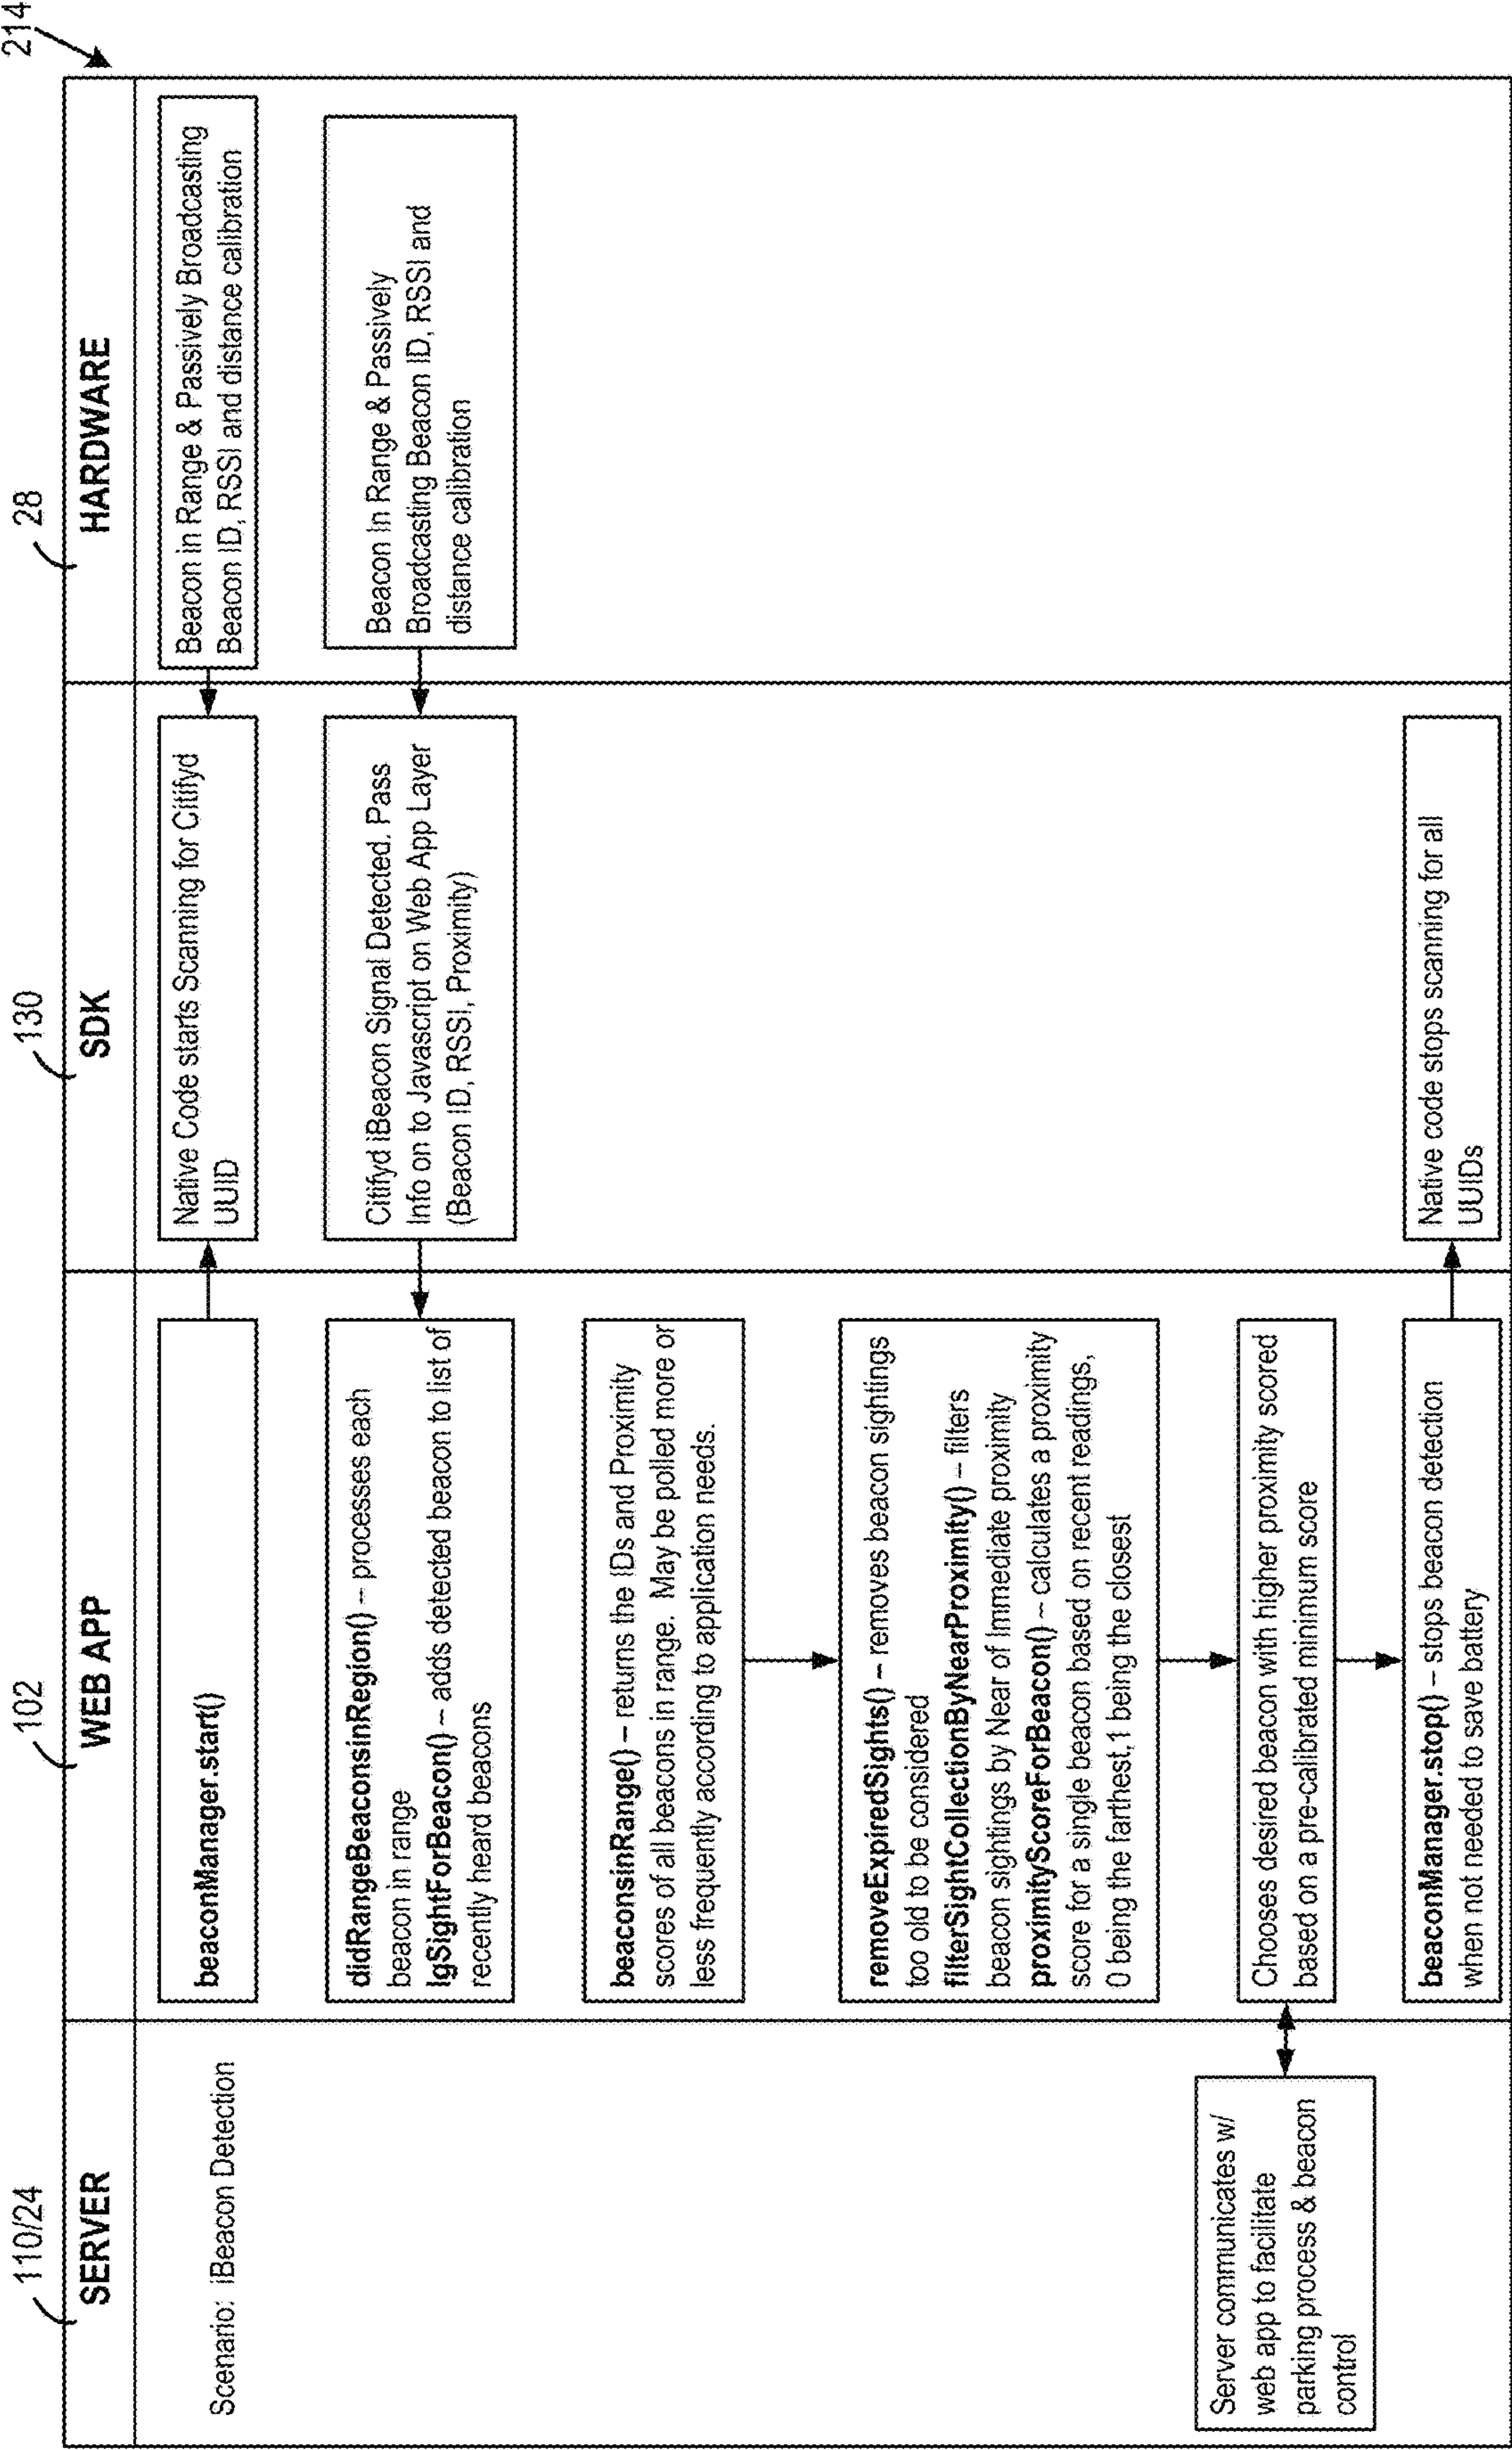 214
110/24
102
130
28
SERVER
WEB APP
SDK
HARDWARE
Scenario: iBeacon Detection
beaconManager.start()
Native Code starts Scanning for Citifyd
UUID
Beacon in Range & Passively Broadcasting
Beacon ID, RSSI and distance calibration
didRangeBeaconsinRegion() – processes each
beacon in range
lgSightForBeacon() – adds detected beacon to list of
recently heard beacons
Citifyd iBeacon Signal Detected. Pass
Info on to Javascript on Web App Layer
(Beacon ID, RSSI, Proximity)
Beacon In Range & Passively
Broadcasting Beacon ID, RSSI and
distance calibration
beaconsinRange() – returns the IDs and Proximity
scores of all beacons in range. May be polled more or
less frequently according to application needs.
removeExpiredSights() – removes beacon sightings
too old to be considered
filterSightCollectionByNearProximity() – filters
beacon sightings by Near of Immediate proximity
proximityScoreForBeacon() – calculates a proximity
score for a single beacon based on recent readings,
0 being the farthest,1 being the closest
Server communicates w/
web app to facilitate
parking process & beacon
control
Chooses desired beacon with higher proximity scored
based on a pre-calibrated minimum score
beaconManager.stop() – stops beacon detection
when not needed to save battery
Native code stops scanning for all
UUIDs